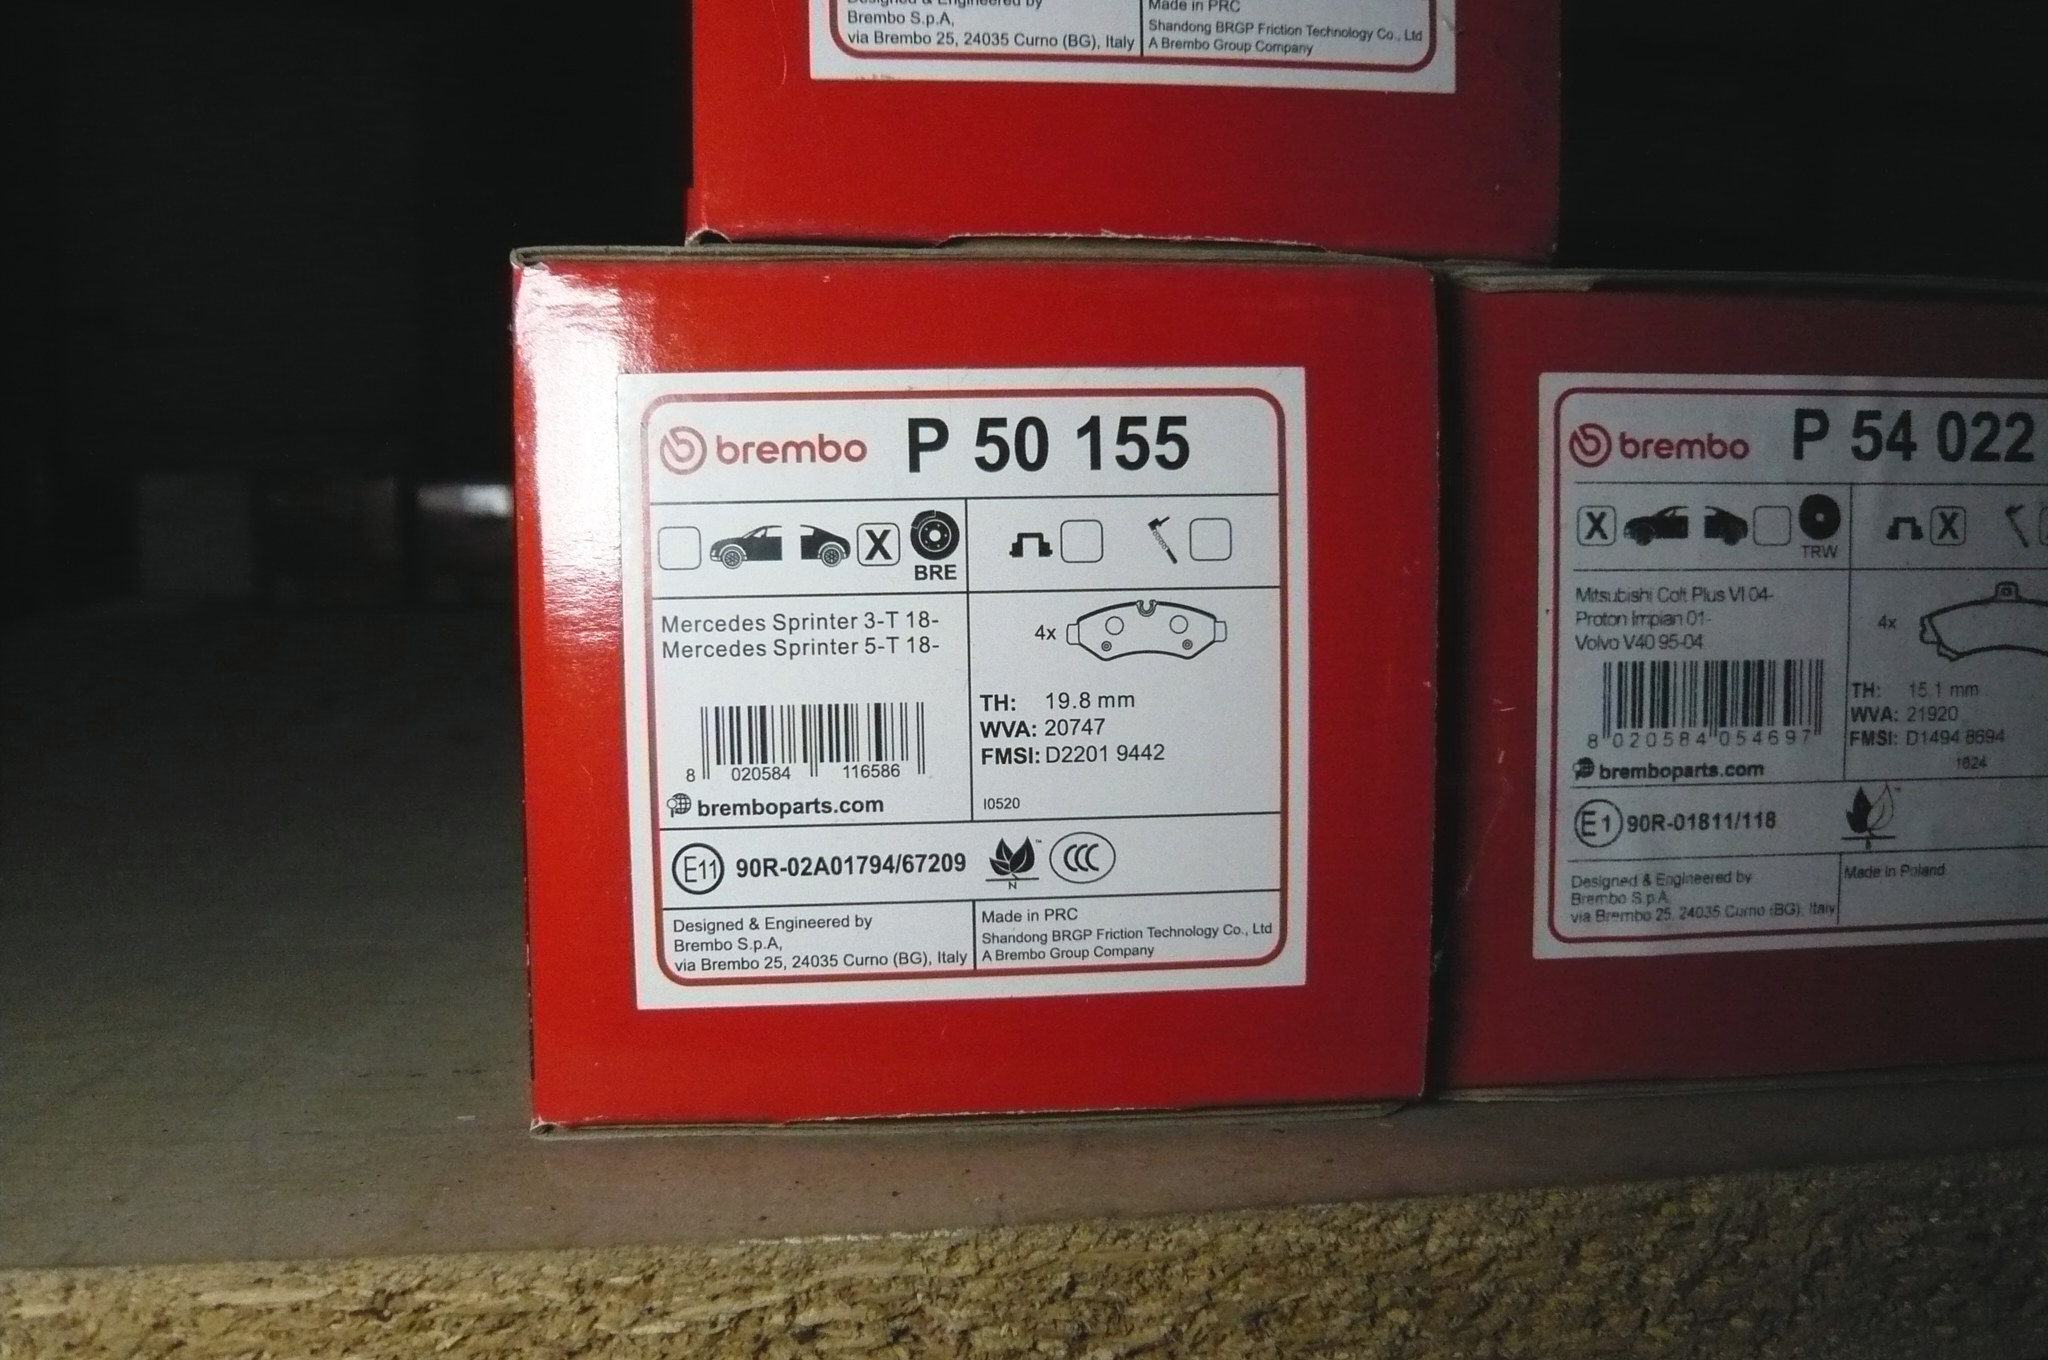 Designed & Engineered by
Brembo S.p.A,
via Brembo 25, 24035 Curno (BG), Italy
Made in PRC
Shandong BRGP Friction Technology Co., Ltd
A Brembo Group Company
brembo P 50 155
X
BRE
Mercedes Sprinter 3-T 18-
Mercedes Sprinter 5-T 18-
4x
TH: 19.8 mm
WVA: 20747
FMSI: D2201 9442
8 020584 116586
bremboparts.com
I0520
E11 90R-02A01794/67209
N
CCC
Designed & Engineered by
Brembo S.p.A,
via Brembo 25, 24035 Curno (BG), Italy
Made in PRC
Shandong BRGP Friction Technology Co., Ltd
A Brembo Group Company
brembo P 54 022
X
TRW
X
Mitsubishi Colt Plus VI 04-
Proton Impian 01-
Volvo V40 95-04
4x
TH: 15.1 mm
WVA: 21920
FMSI: D1494 8694
8 020584 054697
1624
bremboparts.com
E1 90R-01811/118
B
Designed & Engineered by
Brembo S.p.A,
via Brembo 25, 24035 Curno (BG), Italy
Made in Poland